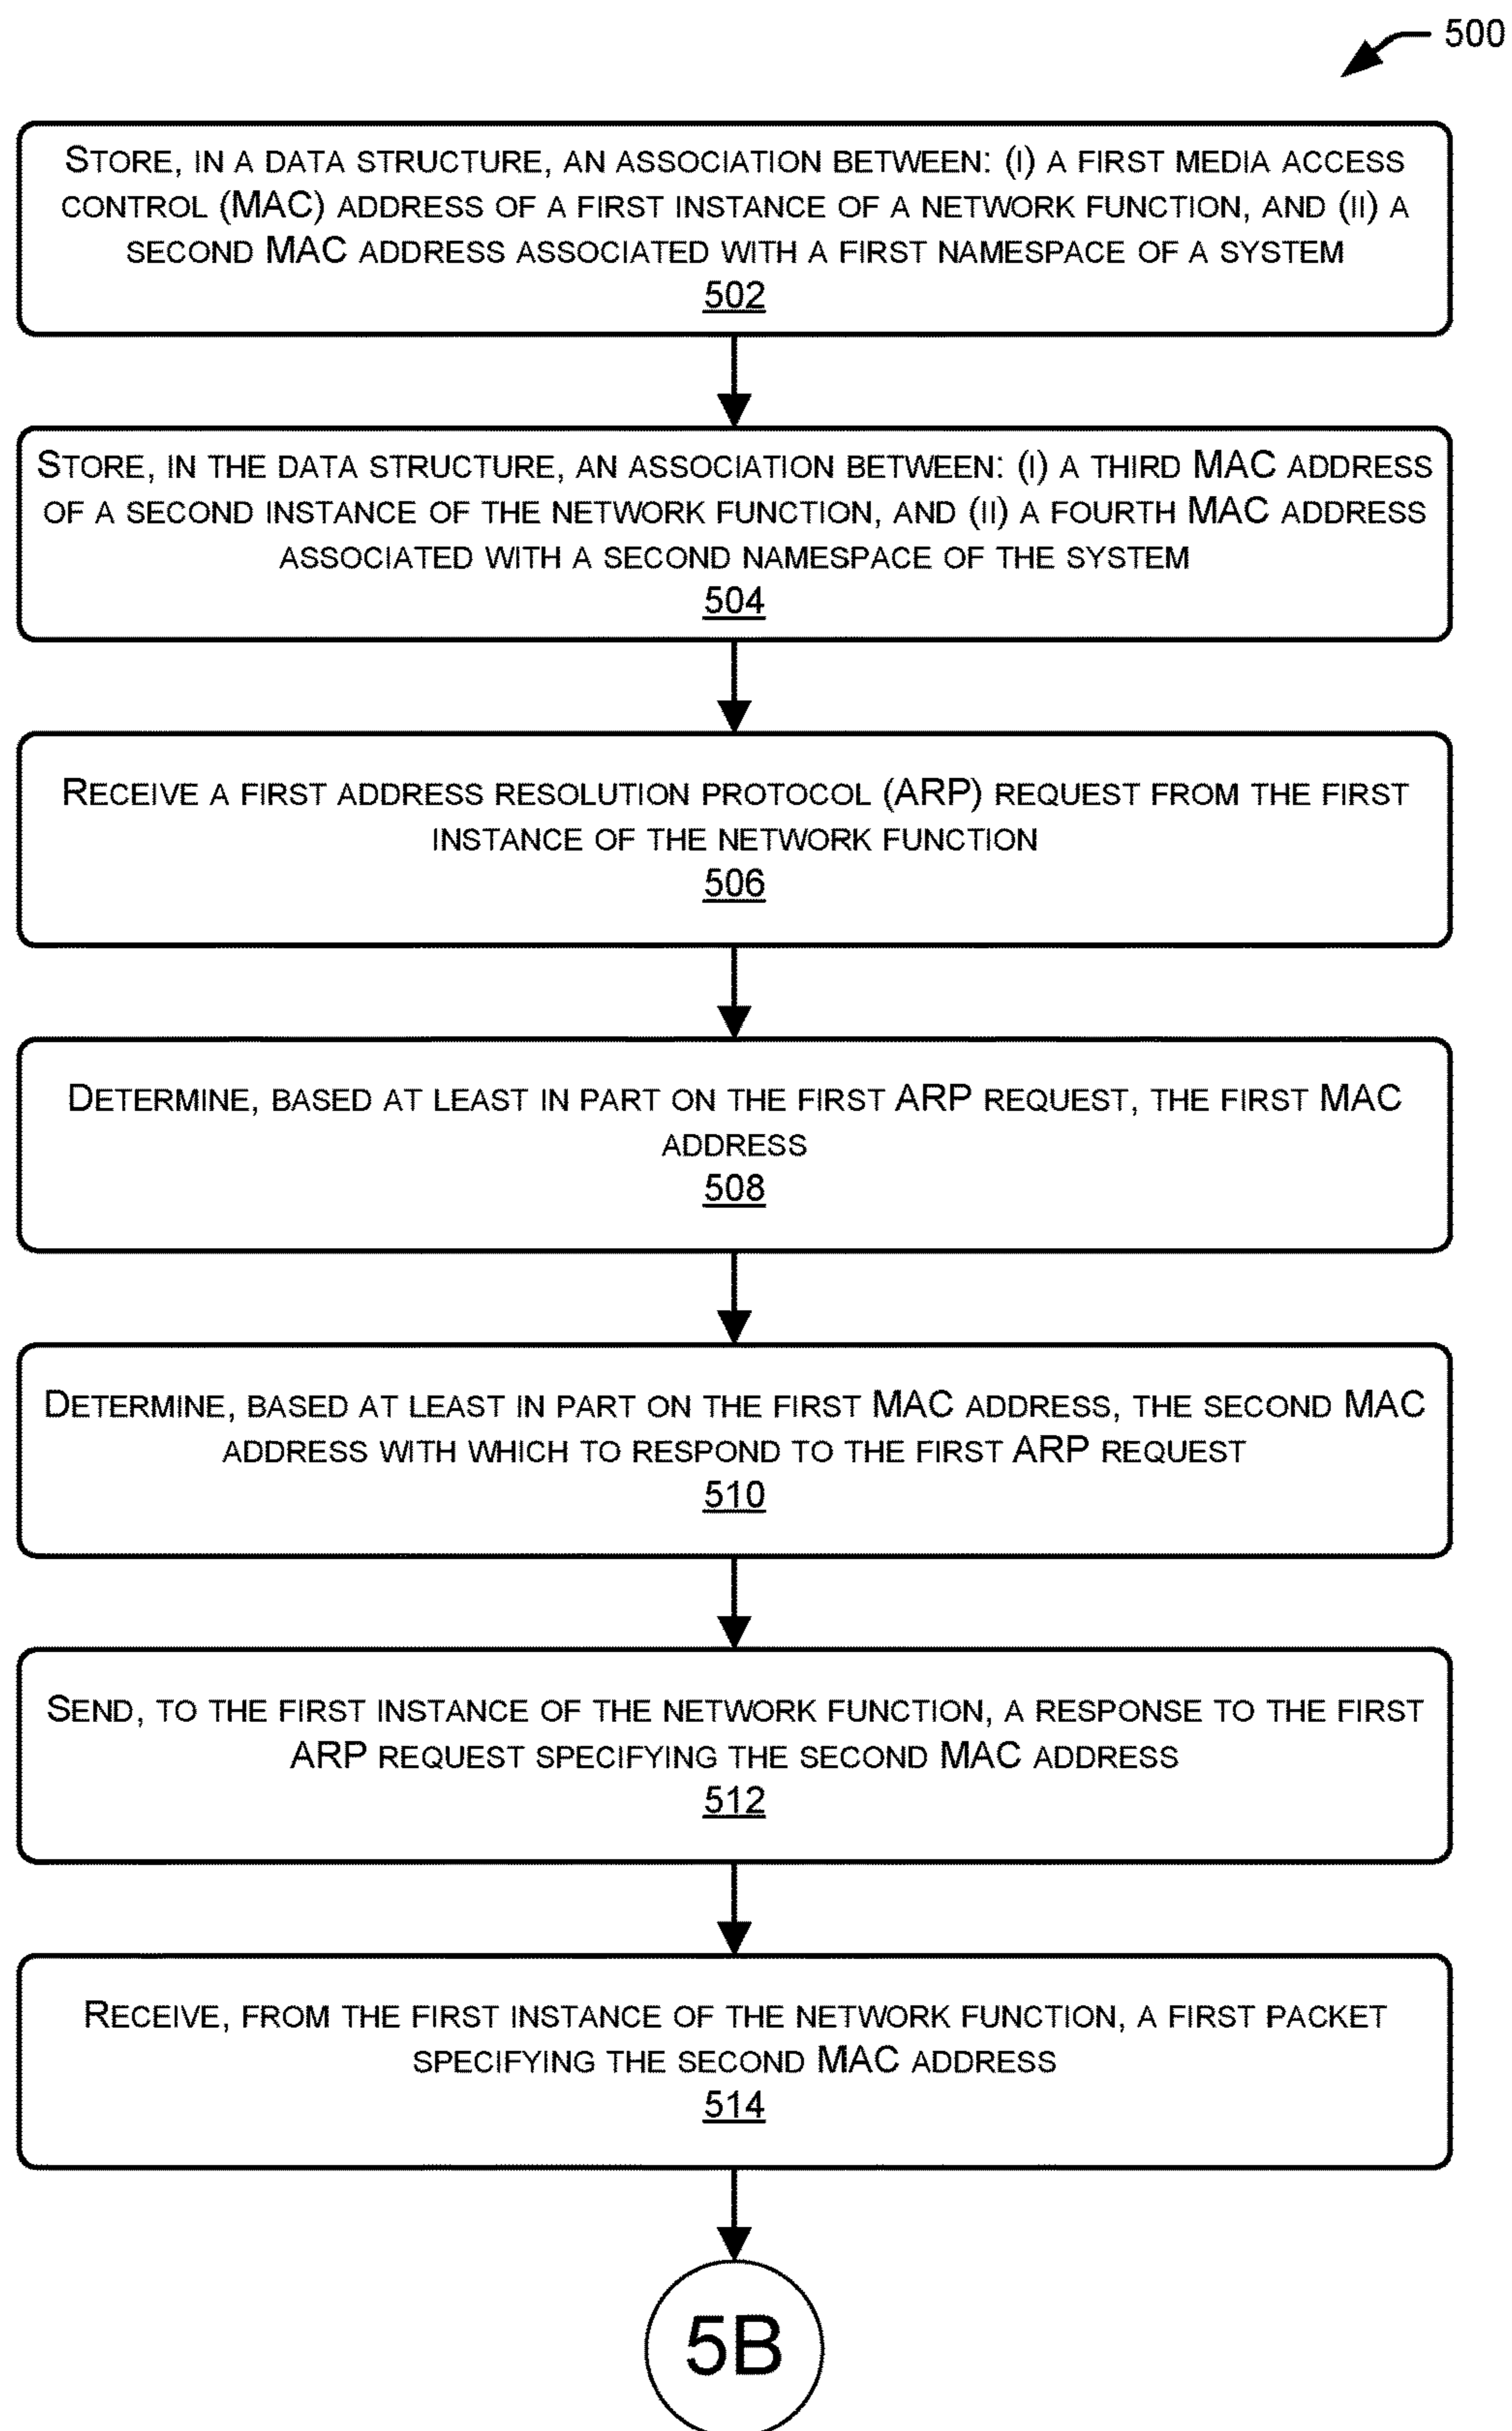 500
STORE, IN A DATA STRUCTURE, AN ASSOCIATION BETWEEN: (I) A FIRST MEDIA ACCESS
CONTROL (MAC) ADDRESS OF A FIRST INSTANCE OF A NETWORK FUNCTION, AND (II) A
SECOND MAC ADDRESS ASSOCIATED WITH A FIRST NAMESPACE OF A SYSTEM
502
STORE, IN THE DATA STRUCTURE, AN ASSOCIATION BETWEEN: (I) A THIRD MAC ADDRESS
OF A SECOND INSTANCE OF THE NETWORK FUNCTION, AND (II) A FOURTH MAC ADDRESS
ASSOCIATED WITH A SECOND NAMESPACE OF THE SYSTEM
504
RECEIVE A FIRST ADDRESS RESOLUTION PROTOCOL (ARP) REQUEST FROM THE FIRST
INSTANCE OF THE NETWORK FUNCTION
506
DETERMINE, BASED AT LEAST IN PART ON THE FIRST ARP REQUEST, THE FIRST MAC
ADDRESS
508
DETERMINE, BASED AT LEAST IN PART ON THE FIRST MAC ADDRESS, THE SECOND MAC
ADDRESS WITH WHICH TO RESPOND TO THE FIRST ARP REQUEST
510
SEND, TO THE FIRST INSTANCE OF THE NETWORK FUNCTION, A RESPONSE TO THE FIRST
ARP REQUEST SPECIFYING THE SECOND MAC ADDRESS
512
RECEIVE, FROM THE FIRST INSTANCE OF THE NETWORK FUNCTION, A FIRST PACKET
SPECIFYING THE SECOND MAC ADDRESS
514
5B